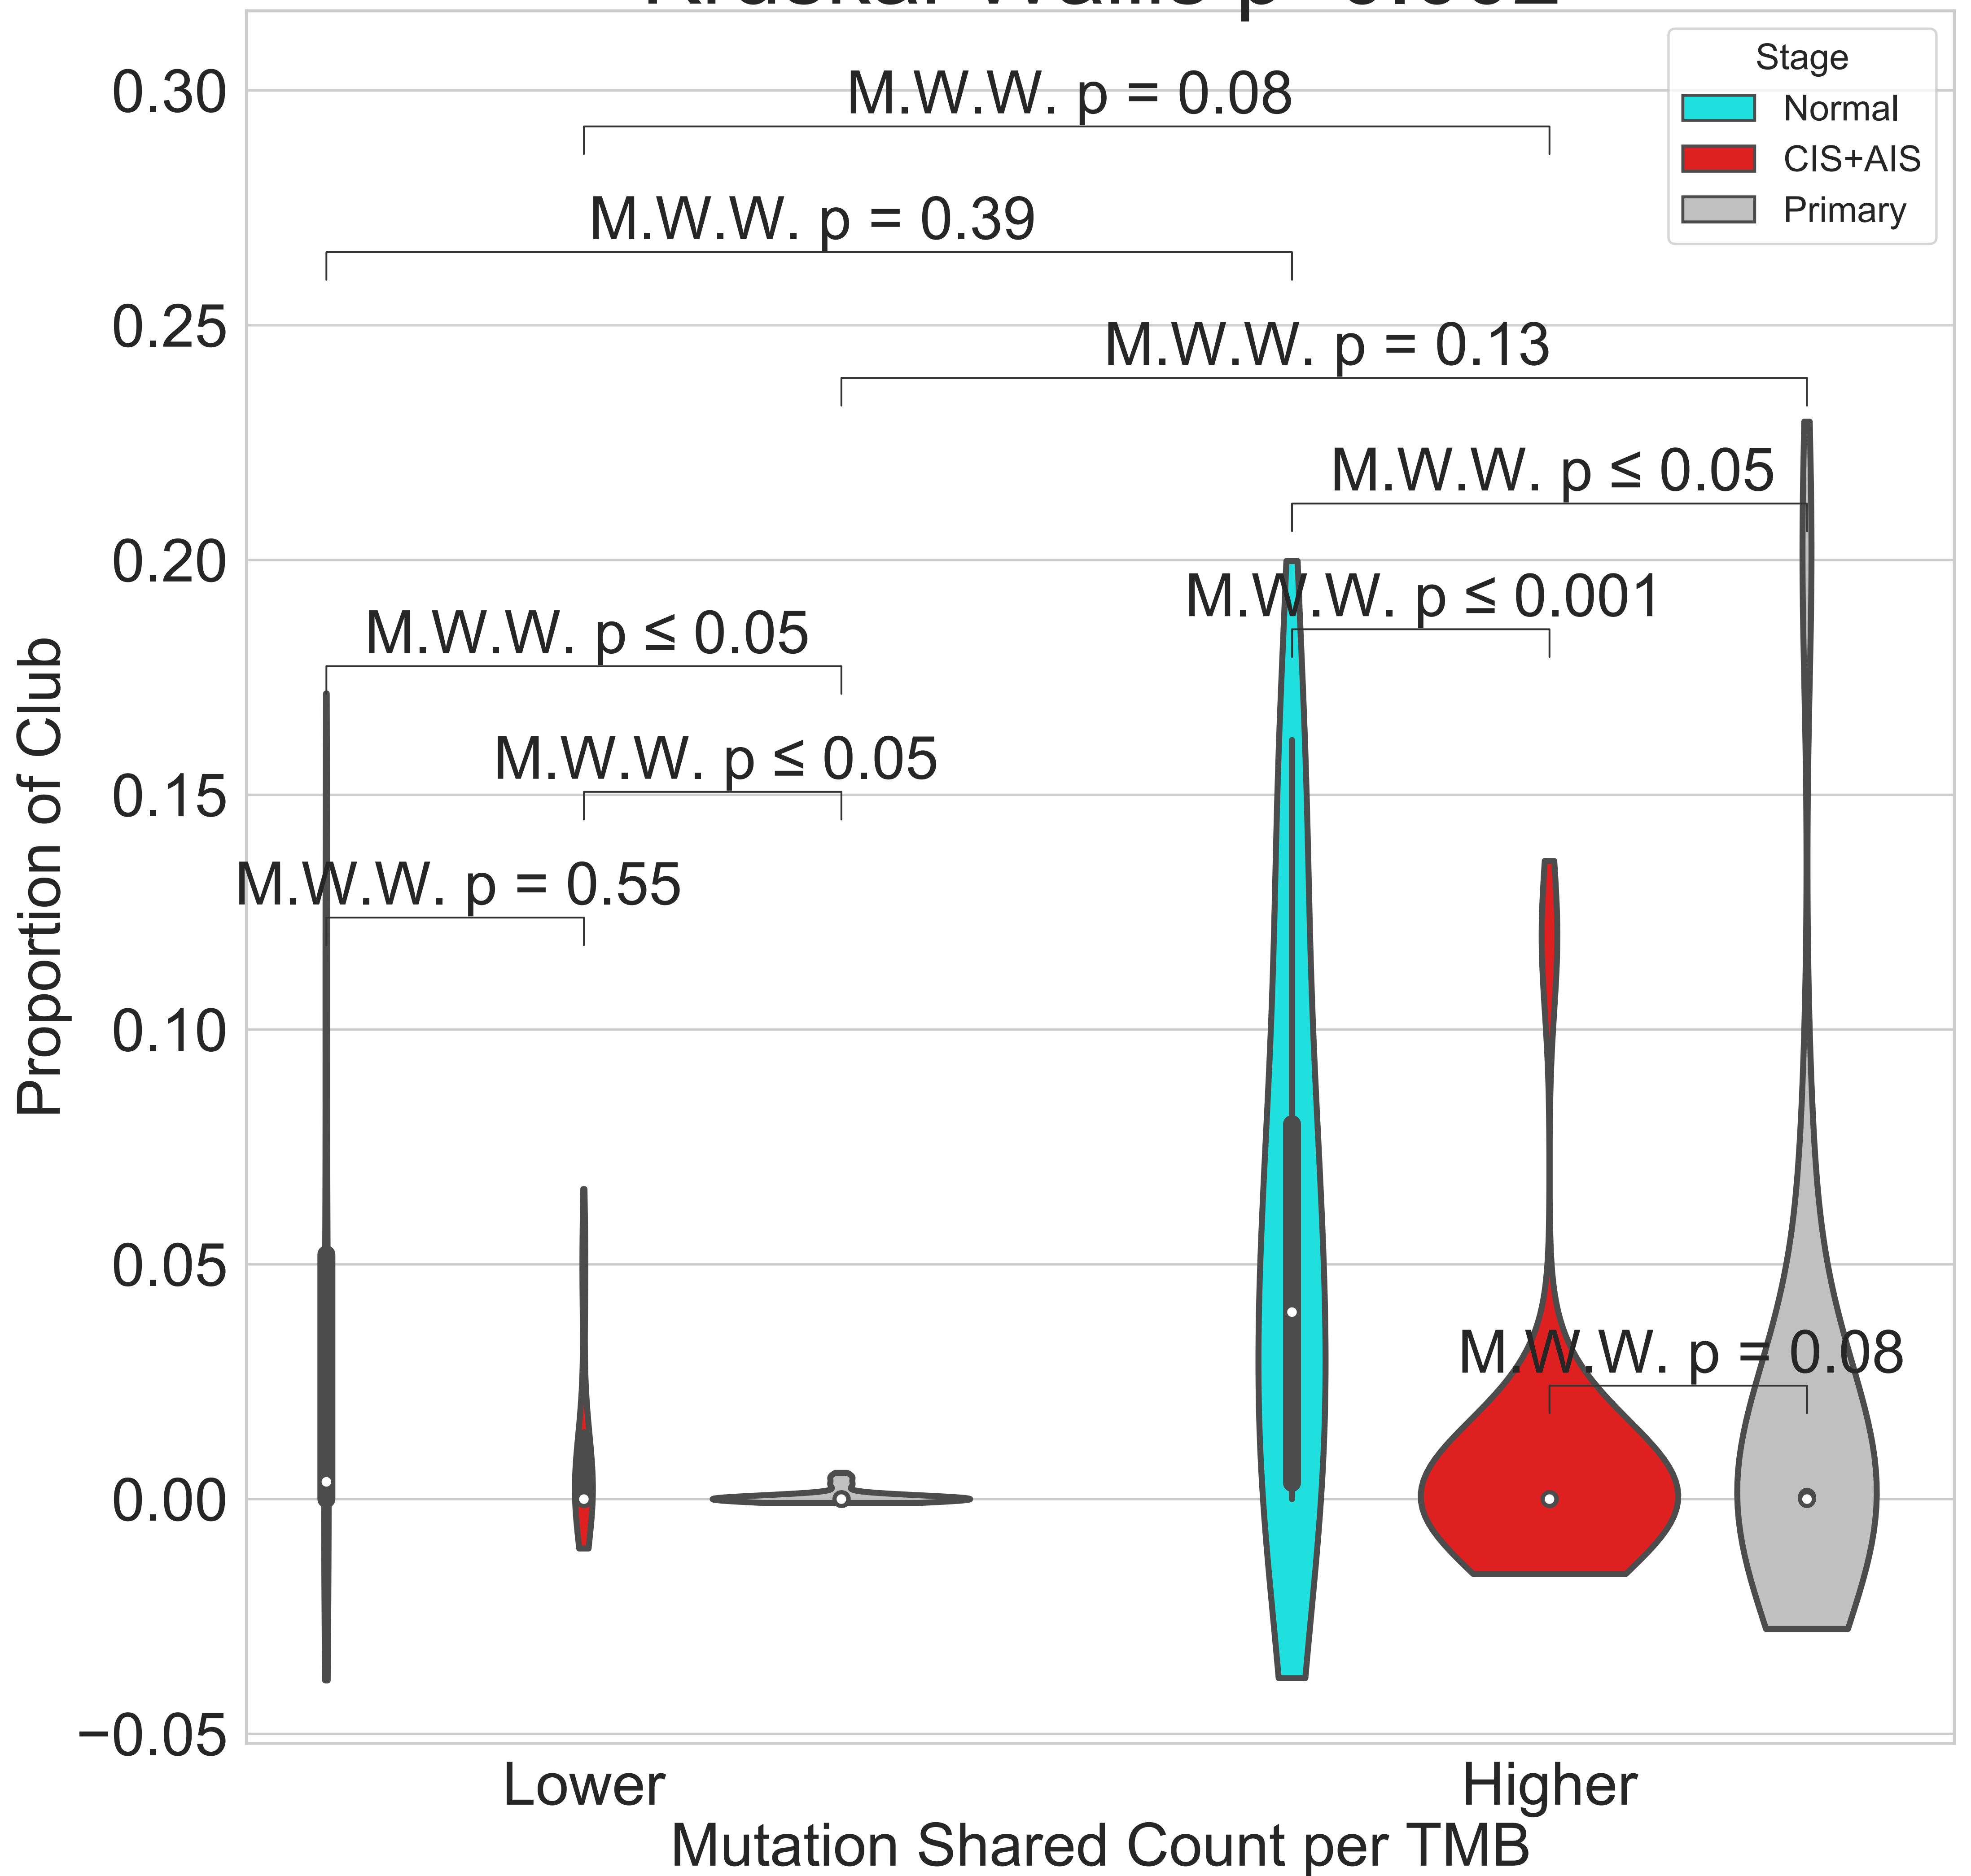 Stage
Normal
CIS+AIS
Primary
0.30
0.25
0.20
0.15
0.10
0.05
0.00
−0.05
Proportion of Club
M.W.W. p = 0.08
M.W.W. p = 0.39
M.W.W. p = 0.13
M.W.W. p ≤ 0.05
M.W.W. p ≤ 0.001
M.W.W. p ≤ 0.05
M.W.W. p ≤ 0.05
M.W.W. p = 0.55
M.W.W. p = 0.08
Lower
Higher
Mutation Shared Count per TMB